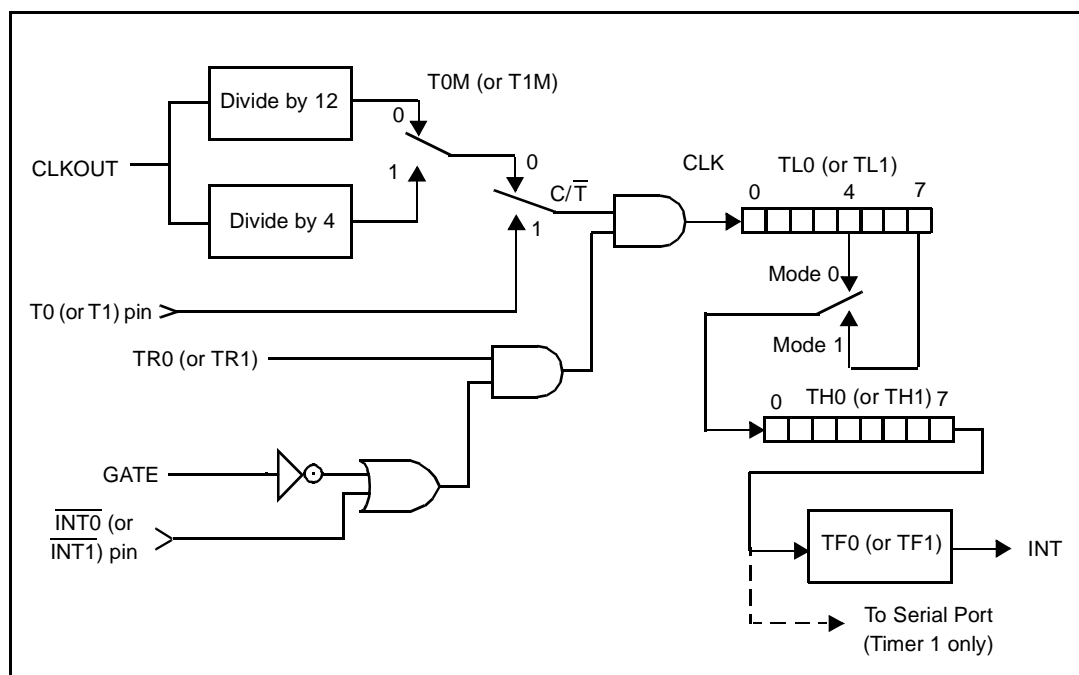 T0M (or T1M)
Divide by 12
0
CLKOUT
1
0
Divide by 4
C/T̅
1
CLK
TL0 (or TL1)
0 4 7
Mode 0
T0 (or T1) pin
TR0 (or TR1)
Mode 1
0 TH0 (or TH1) 7
GATE
I̅N̅T̅0̅ (or
I̅N̅T̅1̅) pin
TF0 (or TF1)
INT
To Serial Port
(Timer 1 only)